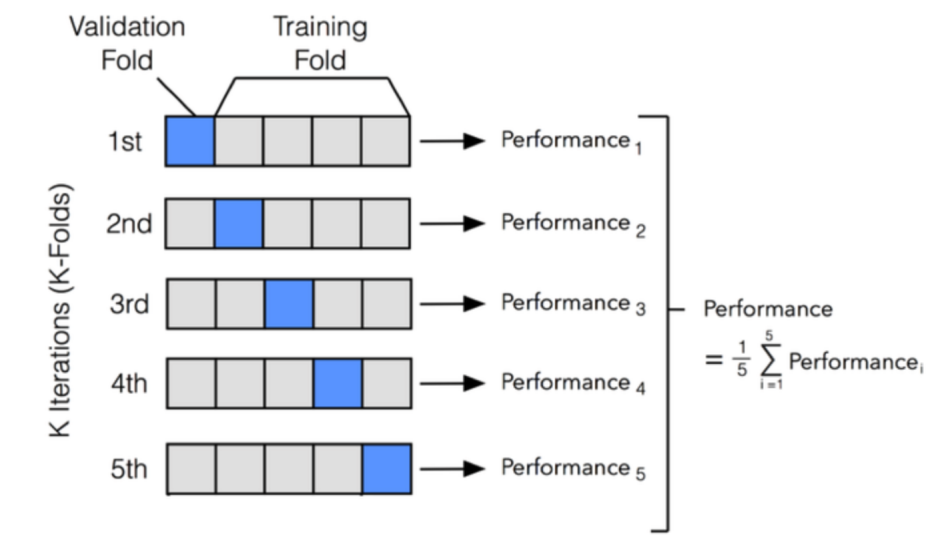 Validation
Fold
Training
Fold
K Iterations (K-Folds)
1st
Performance 1
2nd
Performance 2
3rd
Performance 3
4th
Performance 4
5th
Performance 5
Performance
= 1/5 5∑i=1 Performancei